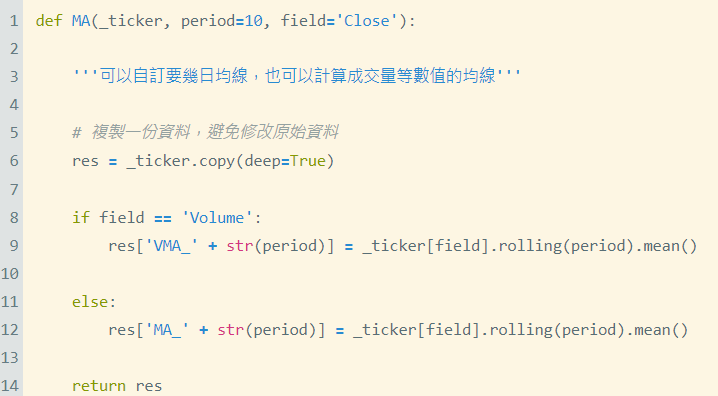 1 def MA(_ticker, period=10, field='Close'):
2
3     '''可以自訂要幾日均線，也可以計算成交量等數值的均線'''
4
5     # 複製一份資料，避免修改原始資料
6     res = _ticker.copy(deep=True)
7
8     if field == 'Volume':
9         res['VMA_' + str(period)] = _ticker[field].rolling(period).mean()
10
11     else:
12         res['MA_' + str(period)] = _ticker[field].rolling(period).mean()
13
14     return res